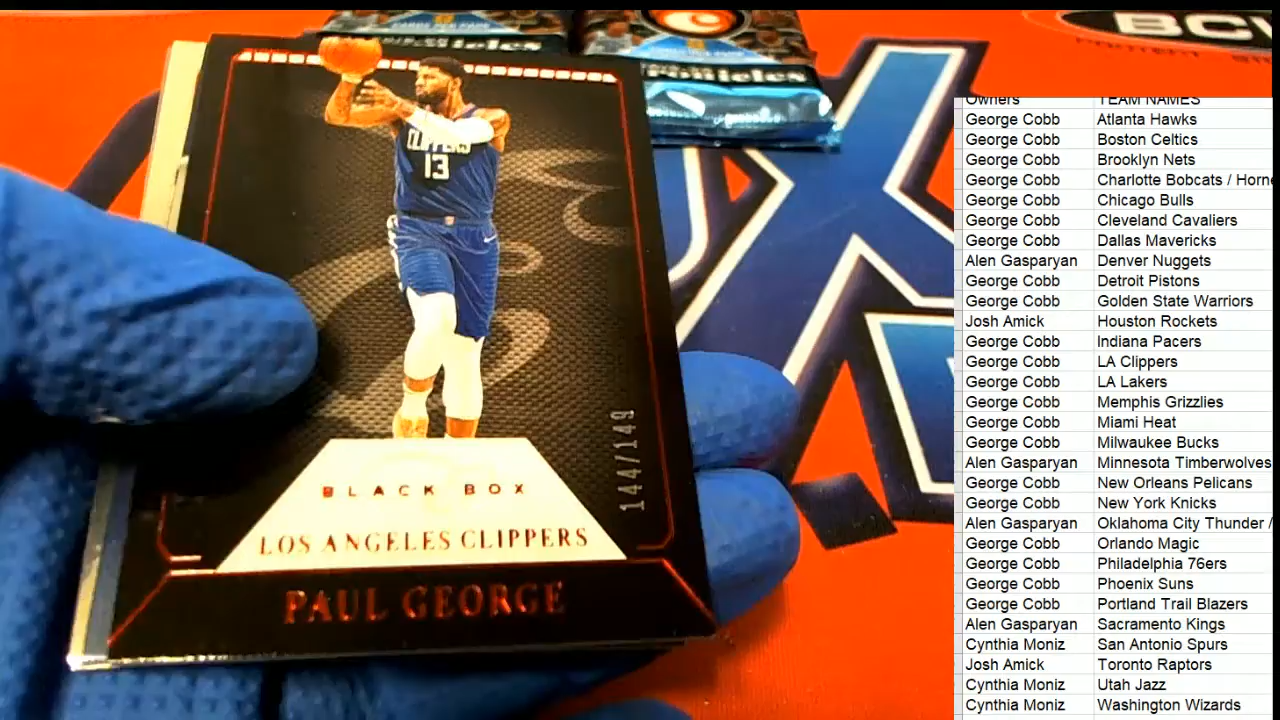 BCW
CLIPPERS
13
144/149
BLACK BOX
LOS ANGELES CLIPPERS
PAUL GEORGE
Owners TEAM NAMES
George Cobb Atlanta Hawks
George Cobb Boston Celtics
George Cobb Brooklyn Nets
George Cobb Charlotte Bobcats / Horne
George Cobb Chicago Bulls
George Cobb Cleveland Cavaliers
George Cobb Dallas Mavericks
Alen Gasparyan Denver Nuggets
George Cobb Detroit Pistons
George Cobb Golden State Warriors
Josh Amick Houston Rockets
George Cobb Indiana Pacers
George Cobb LA Clippers
George Cobb LA Lakers
George Cobb Memphis Grizzlies
George Cobb Miami Heat
George Cobb Milwaukee Bucks
Alen Gasparyan Minnesota Timberwolves
George Cobb New Orleans Pelicans
George Cobb New York Knicks
Alen Gasparyan Oklahoma City Thunder /
George Cobb Orlando Magic
George Cobb Philadelphia 76ers
George Cobb Phoenix Suns
George Cobb Portland Trail Blazers
Alen Gasparyan Sacramento Kings
Cynthia Moniz San Antonio Spurs
Josh Amick Toronto Raptors
Cynthia Moniz Utah Jazz
Cynthia Moniz Washington Wizards